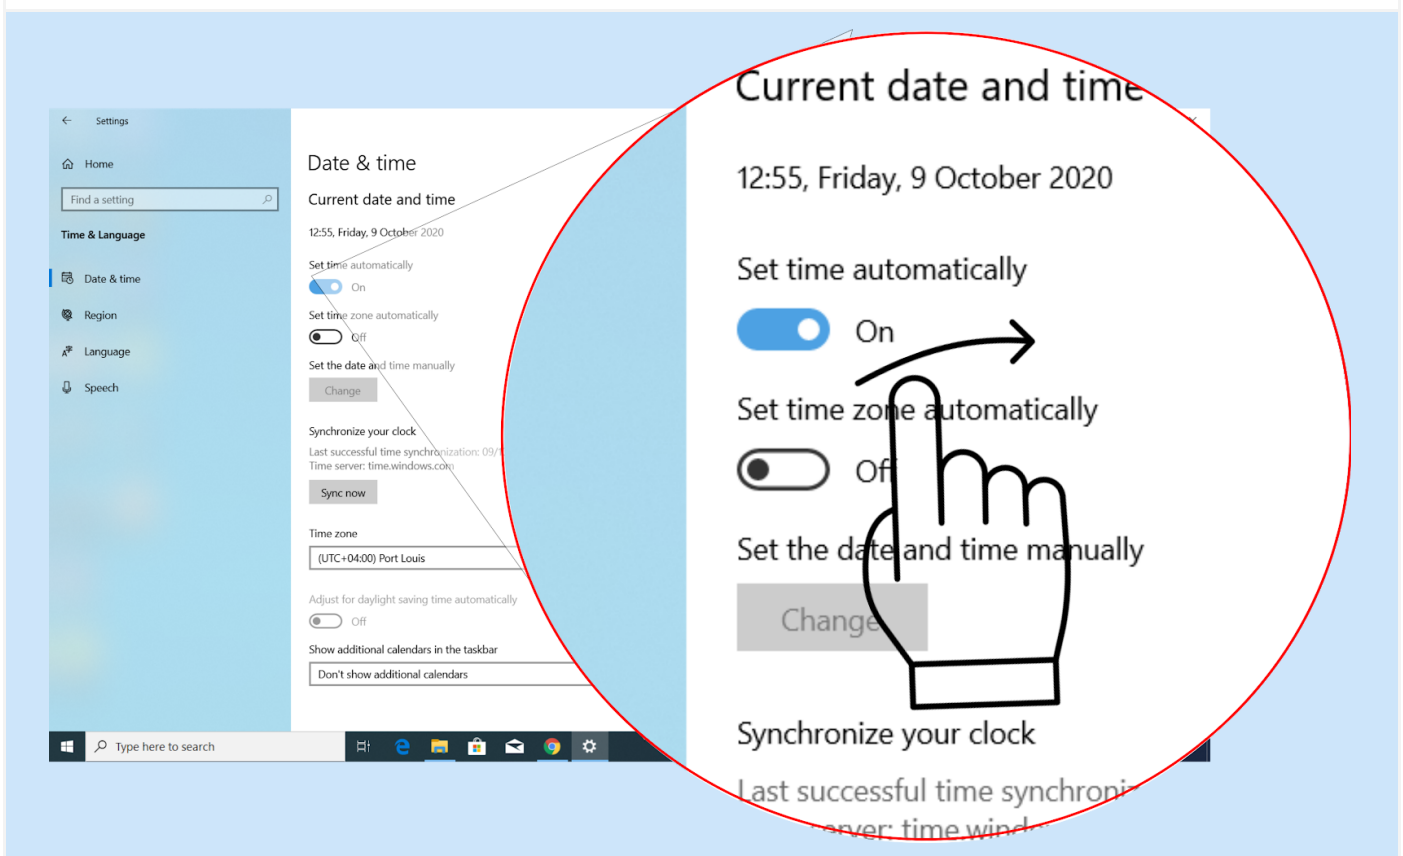 Settings
Home
Find a setting
Time & Language
Date & time
Region
Language
Speech
Date & time
Current date and time
12:55, Friday, 9 October 2020
Set time automatically
On
Set time zone automatically
Off
Set the date and time manually
Change
Synchronize your clock
Last successful time synchronization: 09/1
Time server: time.windows.com
Sync now
Time zone
(UTC+04:00) Port Louis
Adjust for daylight saving time automatically
Off
Show additional calendars in the taskbar
Don't show additional calendars
Type here to search
Current date and time
12:55, Friday, 9 October 2020
Set time automatically
On
Set time zone automatically
Off
Set the date and time manually
Change
Synchronize your clock
Last successful time
time